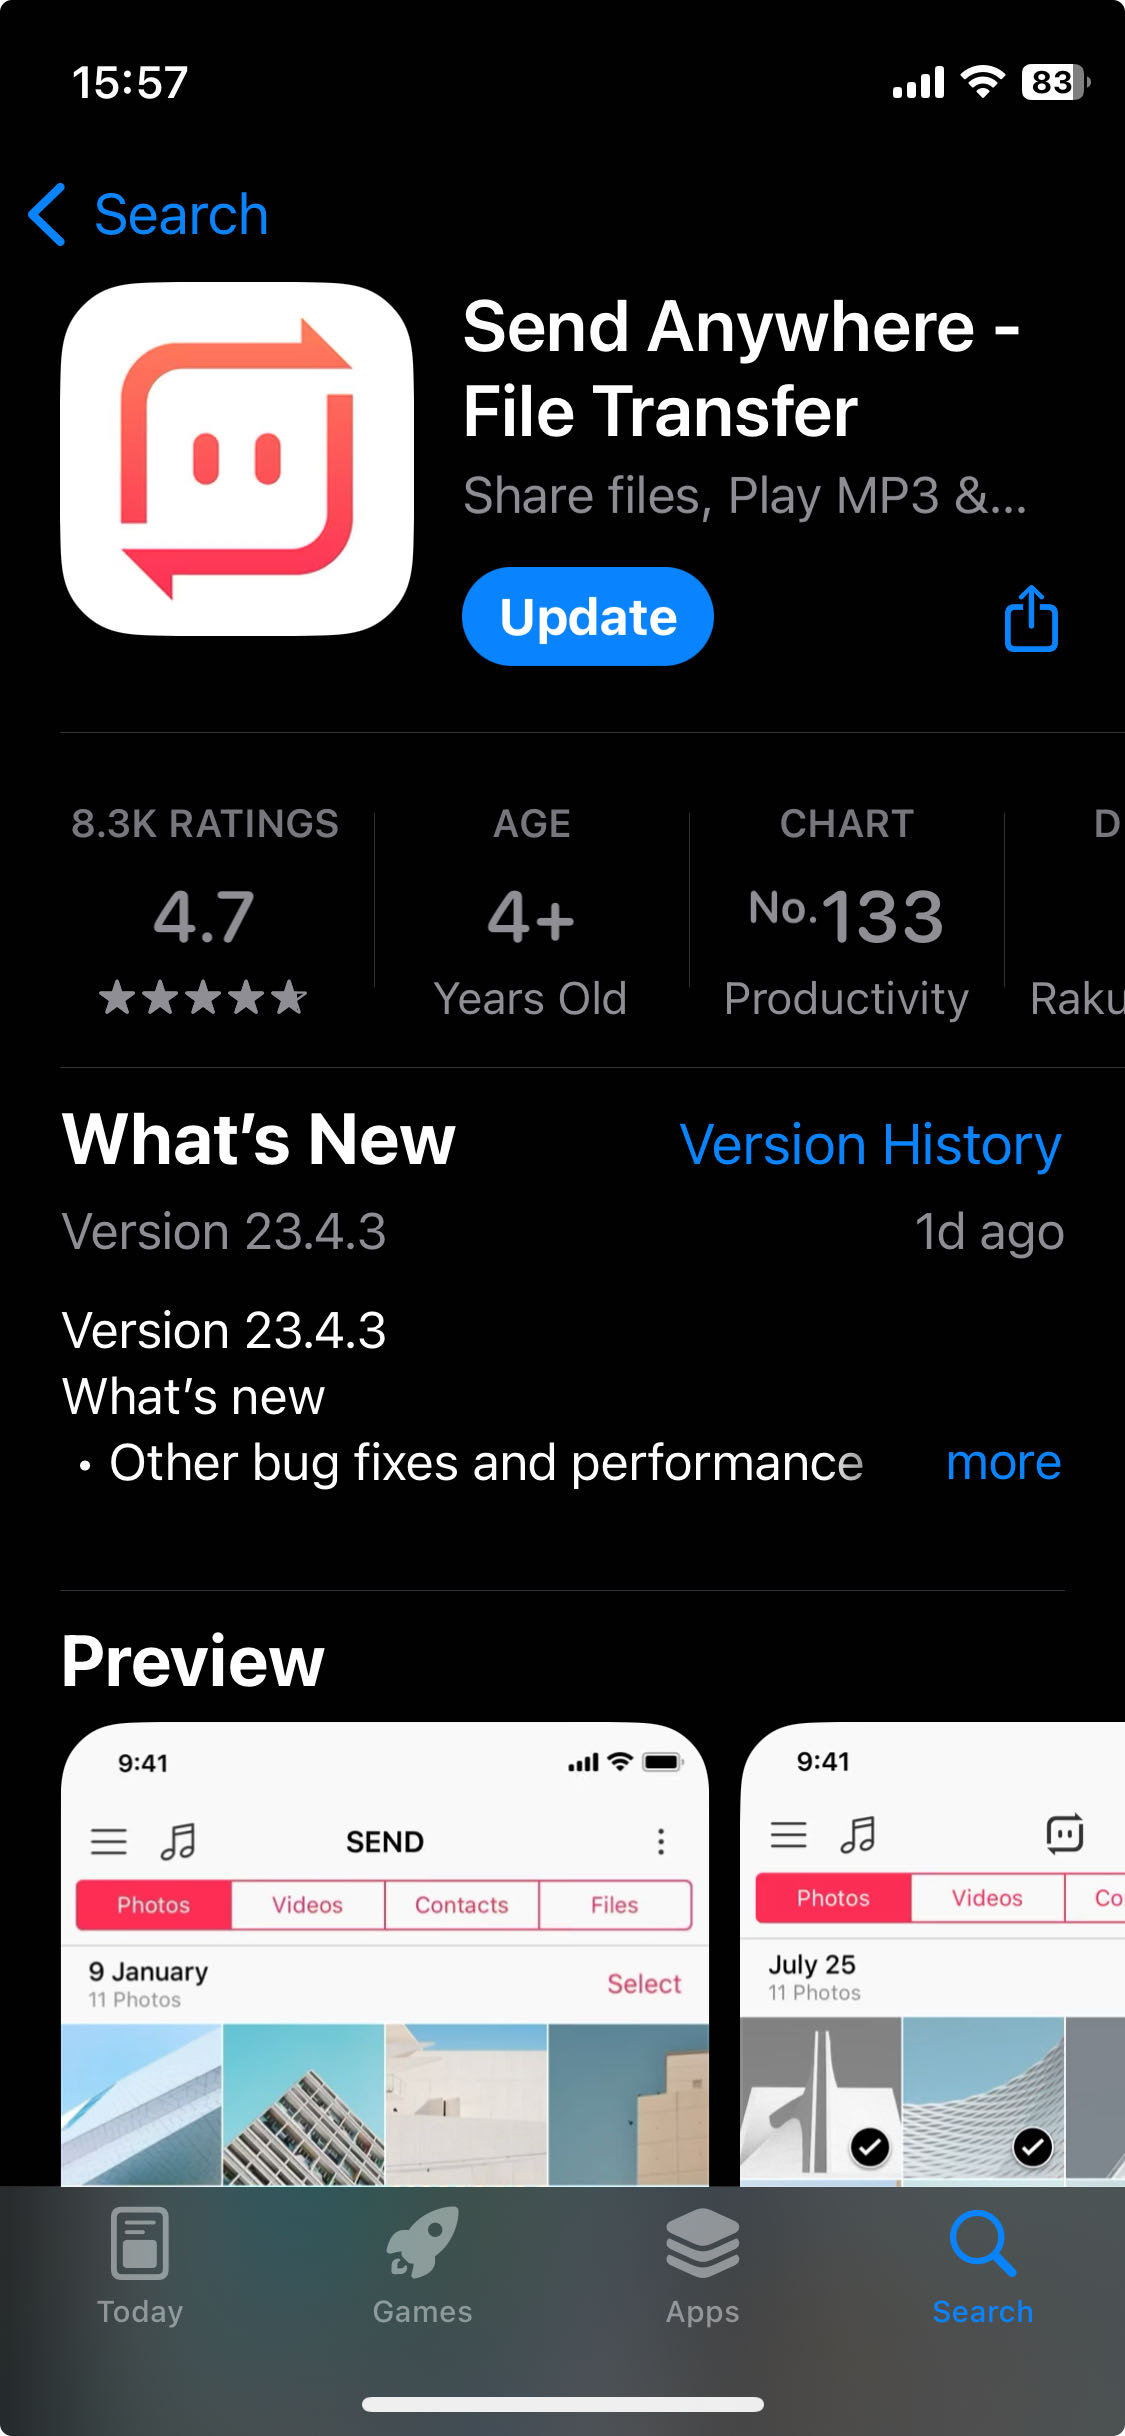 15:57
83
Search
Send Anywhere -
File Transfer
Share files, Play MP3 &...
Update
8.3K RATINGS
4.7
AGE
4+
Years Old
CHART
No.133
Productivity
D
Raku
What's New
Version History
Version 23.4.3
1d ago
Version 23.4.3
What's new
• Other bug fixes and performance
more
Preview
9:41
SEND
Photos
Videos
Contacts
Files
9 January
11 Photos
Select
9:41
Photos
Videos
Co
July 25
11 Photos
Today
Games
Apps
Search